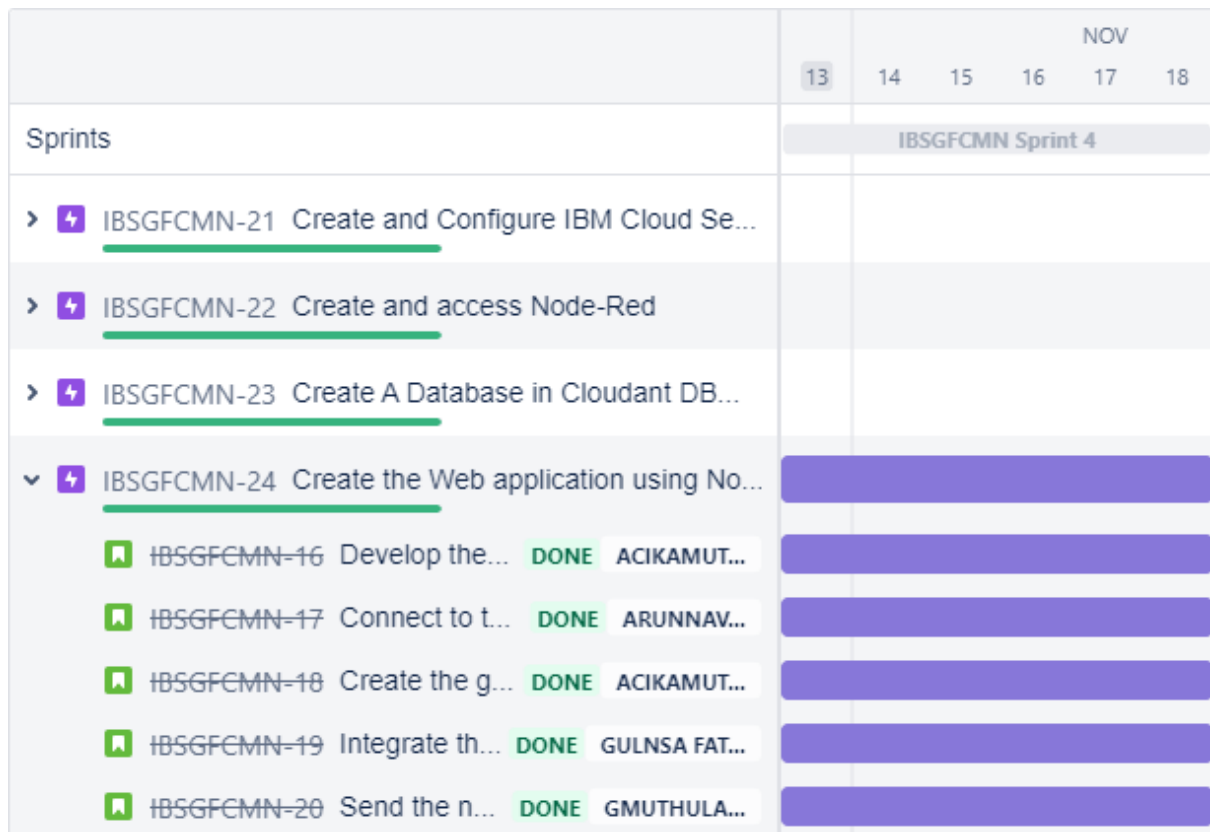 NOV
13 14 15 16 17 18
Sprints IBSGFCMN Sprint 4
IBSGFCMN-21 Create and Configure IBM Cloud Se...
IBSGFCMN-22 Create and access Node-Red
IBSGFCMN-23 Create A Database in Cloudant DB...
IBSGFCMN-24 Create the Web application using No...
IBSGFCMN-16 Develop the... DONE ACIKAMUT...
IBSGFCMN-17 Connect to t... DONE ARUNNAV...
IBSGFCMN-18 Create the g... DONE ACIKAMUT...
IBSGFCMN-19 Integrate th... DONE GULNSA FAT...
IBSGFCMN-20 Send the n... DONE GMUTHULA...